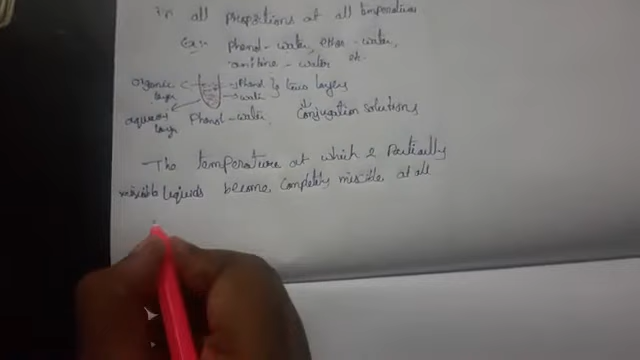 in all proportions at all temperatures
Ex:- Phenol - water, ether - water,
aniline - water etc.
organic layer Phenol } two layers
water
aqueous layer Phenol - water Conjugation solutions
The temperature at which 2 Partially
miscible liquids become completely miscible at all